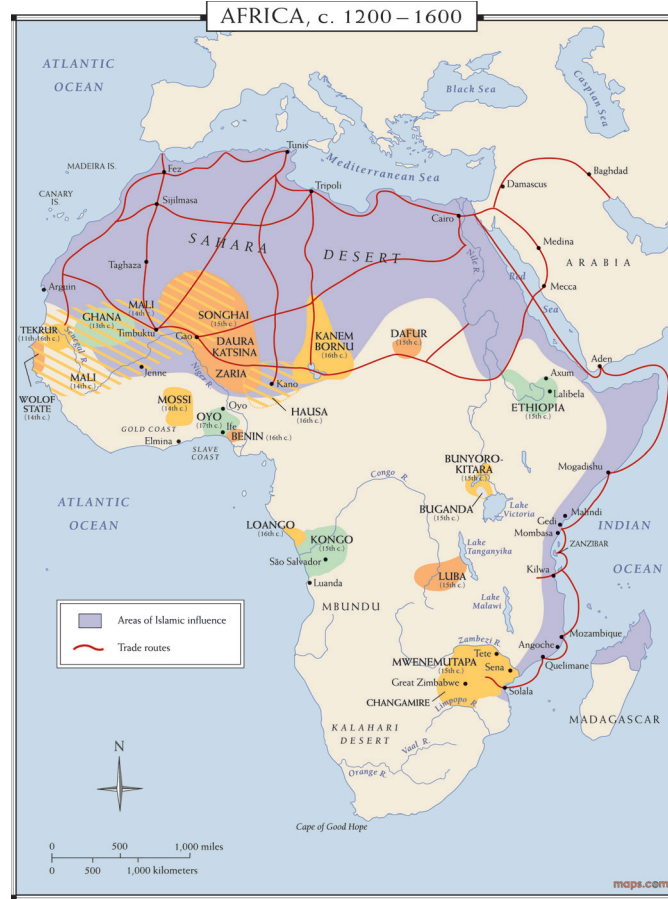 AFRICA, c. 1200–1600
ATLANTIC
OCEAN
Black Sea
Caspian Sea
MADEIRA IS.
CANARY
IS.
Mediterranean Sea
Tunis
Fez
Tripoli
Sijilmasa
Damascus
Baghdad
Cairo
SAHARA
DESERT
Nile R.
Red
Sea
Medina
Mecca
ARABIA
Taghaza
Arguin
MALI
(14th c.)
GHANA
(13th c.)
TEKRUR
(11th-16th c.)
Senegal R.
Timbuktu
SONGHAI
(15th c.)
Gao
DAURA
KATSINA
ZARIA
KANEM
BORNU
(16th c.)
DAFUR
(15th c.)
Aden
Axum
Lalibela
ETHIOPIA
(15th c.)
MALI
(14th c.)
Jenne
Niger R.
Kano
HAUSA
(16th c.)
WOLOF
STATE
(14th c.)
MOSSI
(14th c.)
Oyo
OYO
(17th c.)
Ife
BENIN (16th c.)
GOLD COAST
Elmina
SLAVE
COAST
BUNYORO-
KITARA
(15th c.)
BUGANDA
(15th c.)
Congo R.
Lake
Victoria
Mogadishu
Malindi
Gedi
Mombasa
ZANZIBAR
INDIAN
OCEAN
ATLANTIC
OCEAN
LOANGO
(16th c.)
KONGO
(15th c.)
São Salvador
Luanda
Lake
Tanganyika
LUBA
(15th c.)
Kilwa
MBUNDU
Lake
Malawi
Areas of Islamic influence
Trade routes
Zambezi R.
Mozambique
Angoche
Quelimane
Tete
Sena
MWENEMUTAPA
(15th c.)
Great Zimbabwe
CHANGAMIRE
Solala
Limpopo R.
MADAGASCAR
KALAHARI
DESERT
Vaal R.
Orange R.
N
Cape of Good Hope
0 500 1,000 miles
0 500 1,000 kilometers
maps.com